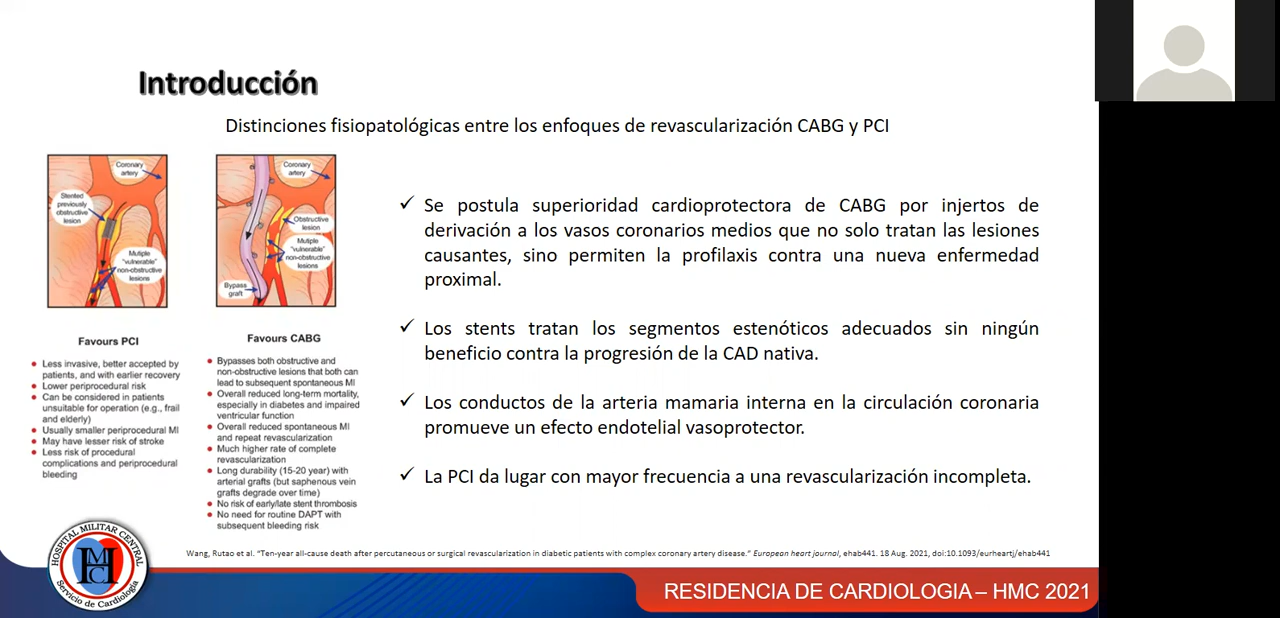 Introducción
Distinciones fisiopatológicas entre los enfoques de revascularización CABG y PCI
Coronary
artery
Stented
previously
obstructive
lesion
Mutiple
"vulnerable"
non-obstructive
lesions
Coronary
artery
Obstructive
lesion
Mutiple
"vulnerable"
non-obstructive
lesions
Bypass
graft
Favours PCI
Less invasive, better accepted by
patients, and with earlier recovery
Lower periprocedural risk
Can be considered in patients
unsuitable for operation (e.g., frail
and elderly)
Usually smaller periprocedural MI
May have lesser risk of stroke
Less risk of procedural
complications and periprocedural
bleeding
Favours CABG
Bypasses both obstructive and
non-obstructive lesions that both can
lead to subsequent spontaneous MI
Overall reduced long-term mortality,
especially in diabetes and impaired
ventricular function
Overall reduced spontaneous MI
and repeat revascularization
Much higher rate of complete
revascularization
Long durability (15-20 year) with
arterial grafts (but saphenous vein
grafts degrade over time)
No risk of early/late stent thrombosis
No need for routine DAPT with
subsequent bleeding risk
✓ Se postula superioridad cardioprotectora de CABG por injertos de
derivación a los vasos coronarios medios que no solo tratan las lesiones
causantes, sino permiten la profilaxis contra una nueva enfermedad
proximal.
✓ Los stents tratan los segmentos estenóticos adecuados sin ningún
beneficio contra la progresión de la CAD nativa.
✓ Los conductos de la arteria mamaria interna en la circulación coronaria
promueve un efecto endotelial vasoprotector.
✓ La PCI da lugar con mayor frecuencia a una revascularización incompleta.
Wang, Rutao et al. “Ten-year all-cause death after percutaneous or surgical revascularization in diabetic patients with complex coronary artery disease.” European heart journal, ehab441. 18 Aug. 2021, doi:10.1093/eurheartj/ehab441
HOSPITAL MILITAR CENTRAL
HMC
Servicio de Cardiología
RESIDENCIA DE CARDIOLOGIA – HMC 2021